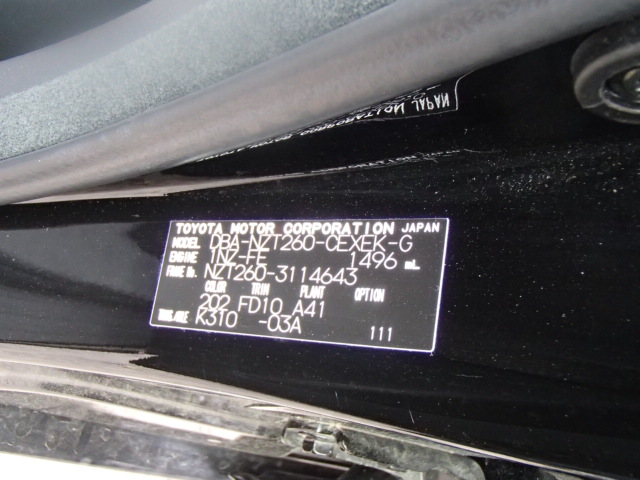 TOYOTA MOTOR CORPORATION JAPAN
MODEL DBA-NZT260-CEXEK-G
ENGINE 1NZ-FE 1496 mL
FRAME No. NZT260-3114643
COLOR TRIM PLANT OPTION
202 FD10 A41
TRANS./AXLE K310 -03A 111